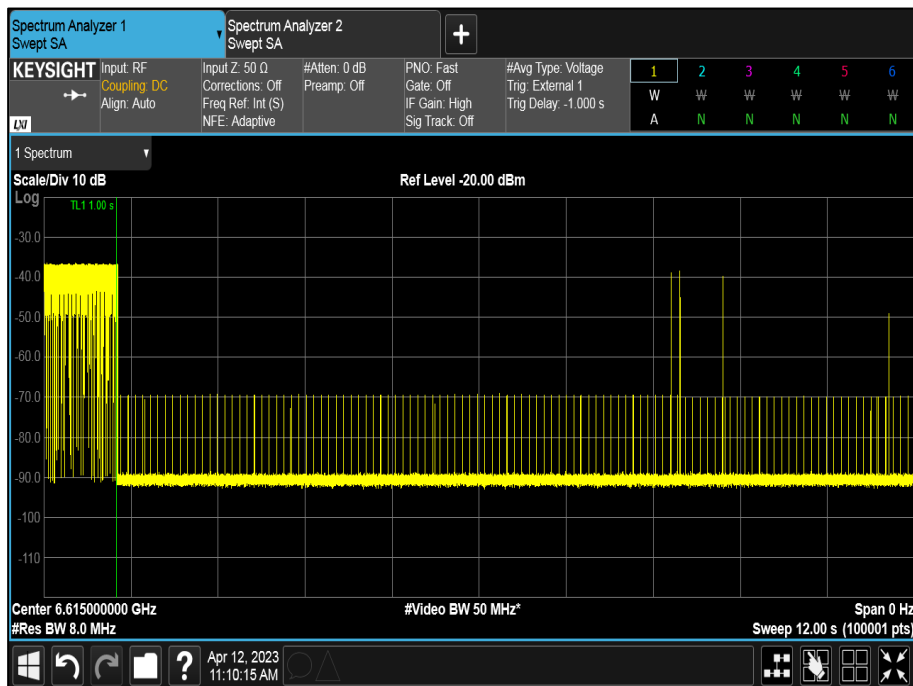 Spectrum Analyzer 1
Swept SA
Spectrum Analyzer 2
Swept SA
+
KEYSIGHT
Input: RF
Coupling: DC
Align: Auto
Input Z: 50 Ω
Corrections: Off
Freq Ref: Int (S)
NFE: Adaptive
#Atten: 0 dB
Preamp: Off
PNO: Fast
Gate: Off
IF Gain: High
Sig Track: Off
#Avg Type: Voltage
Trig: External 1
Trig Delay: -1.000 s
1 2 3 4 5 6
W W W W W W
A N N N N N
LXI
1 Spectrum
Scale/Div 10 dB
Ref Level -20.00 dBm
Log
TL1 1.00 s
-30.0
-40.0
-50.0
-60.0
-70.0
-80.0
-90.0
-100
-110
Center 6.615000000 GHz
#Video BW 50 MHz*
Span 0 Hz
#Res BW 8.0 MHz
Sweep 12.00 s (100001 pts)
?
Apr 12, 2023
11:10:15 AM